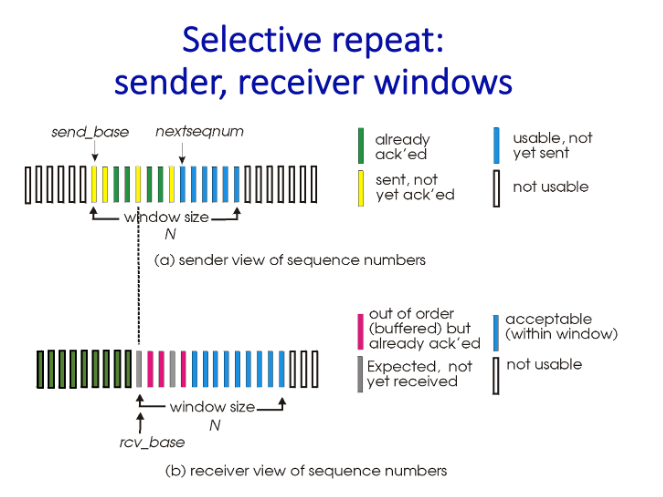 Selective repeat:
sender, receiver windows
send_base
nextseqnum
already
ack'ed
usable, not
yet sent
sent, not
yet ack'ed
not usable
window size
N
(a) sender view of sequence numbers
out of order
(buffered) but
already ack'ed
acceptable
(within window)
Expected, not
yet received
not usable
window size
N
rcv_base
(b) receiver view of sequence numbers